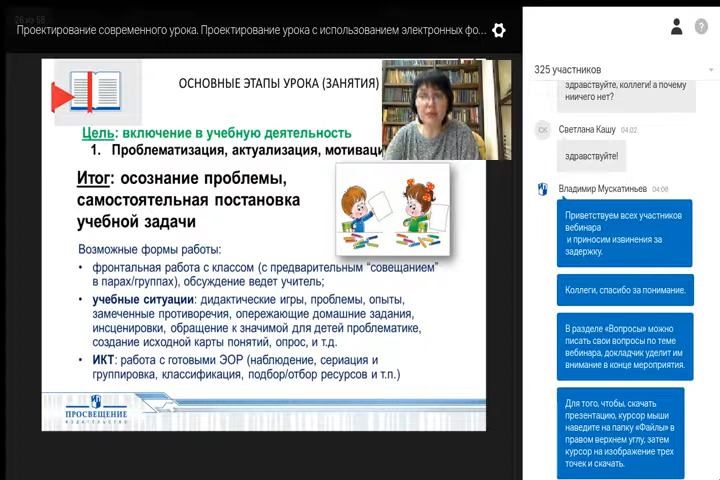 26 из 58
Проектирование современного урока. Проектирование урока с использованием электронных фо...
ОСНОВНЫЕ ЭТАПЫ УРОКА (ЗАНЯТИЯ)
Цель: включение в учебную деятельность
1. Проблематизация, актуализация, мотиваци
Итог: осознание проблемы,
самостоятельная постановка
учебной задачи
Возможные формы работы:
• фронтальная работа с классом (с предварительным “совещанием”
в парах/группах), обсуждение ведет учитель;
• учебные ситуации: дидактические игры, проблемы, опыты,
замеченные противоречия, опережающие домашние задания,
инсценировки, обращение к значимой для детей проблематике,
создание исходной карты понятий, опрос, и т.д.
• ИКТ: работа с готовыми ЭОР (наблюдение, сериация и
группировка, классификация, подбор/отбор ресурсов и т.п.)
ПРОСВЕЩЕНИЕ
ИЗДАТЕЛЬСТВО
?
325 участников
здравствуйте, коллеги! а почему
ниичего нет?
СК
Светлана Кашу 04:02
здравствуйте!
Владимир Мускатиньев 04:08
Приветствуем всех участников
вебинара
и приносим извинения за
задержку.
Коллеги, спасибо за понимание.
В разделе «Вопросы» можно
писать свои вопросы по теме
вебинара, докладчик уделит им
внимание в конце мероприятия.
Для того, чтобы, скачать
презентацию, курсор мыши
наведите на папку «Файлы» в
правом верхнем углу, затем
курсор на изображение трех
точек и скачать.